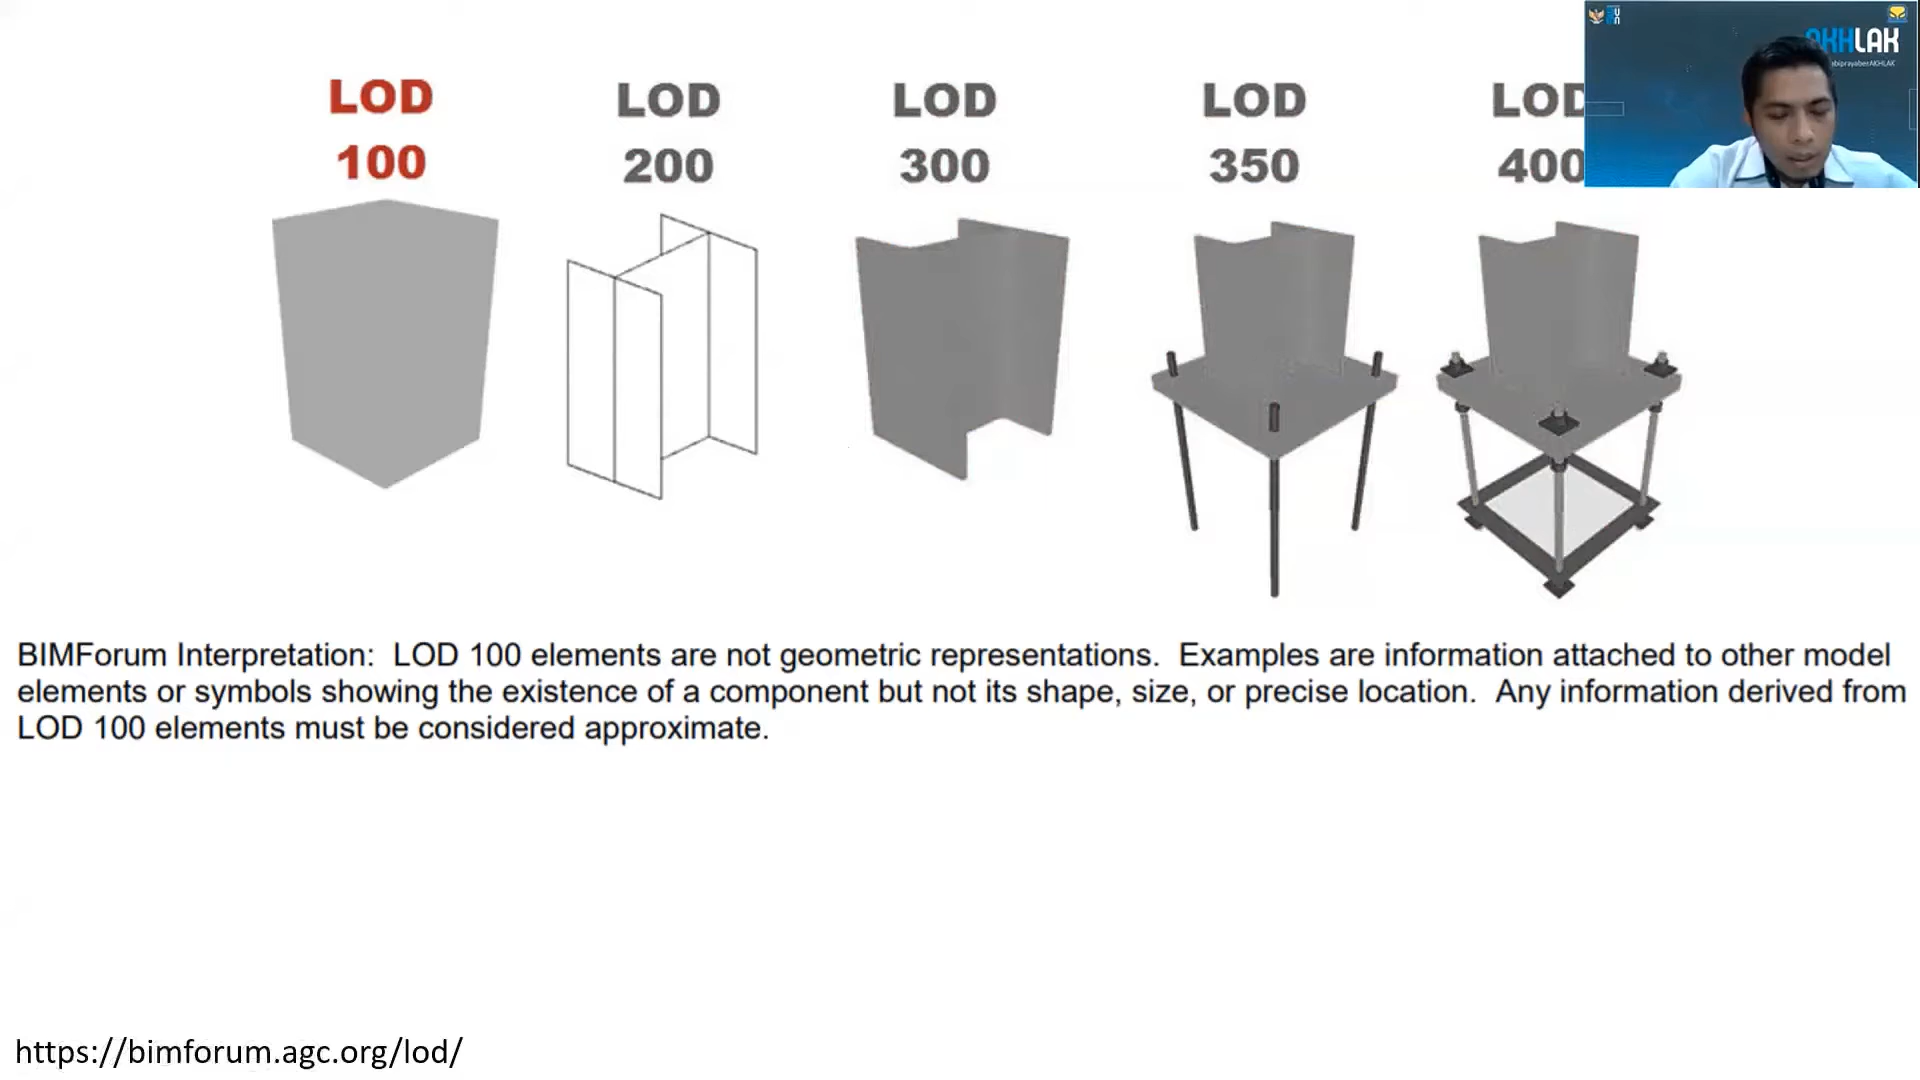 LOD
100
LOD
200
LOD
300
LOD
350
LOD
400
AKHLAK
BIMForum Interpretation:  LOD 100 elements are not geometric representations.  Examples are information attached to other model
elements or symbols showing the existence of a component but not its shape, size, or precise location.  Any information derived from
LOD 100 elements must be considered approximate.
https://bimforum.agc.org/lod/